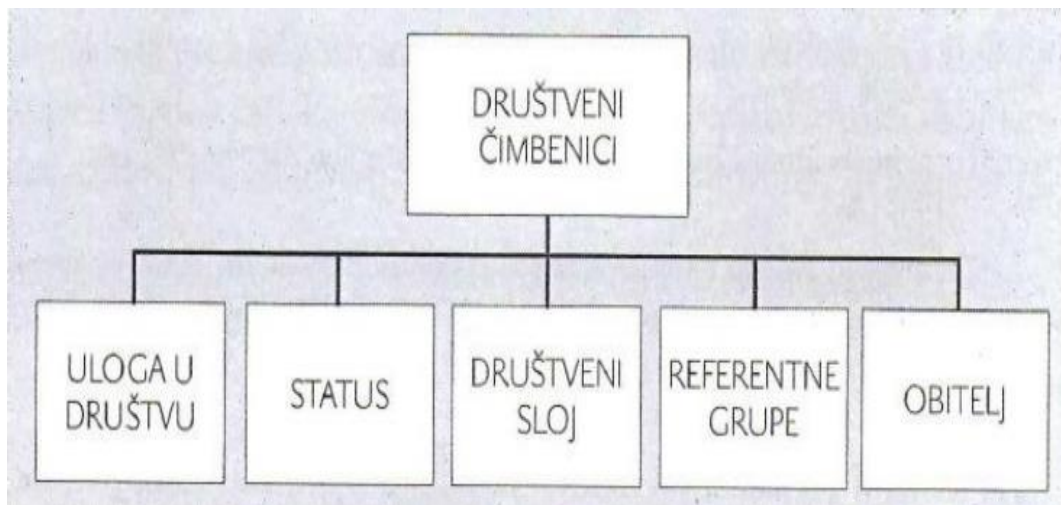 DRUŠTVENI
ČIMBENICI
ULOGA U
DRUŠTVU
STATUS
DRUŠTVENI
SLOJ
REFERENTNE
GRUPE
OBITELJ